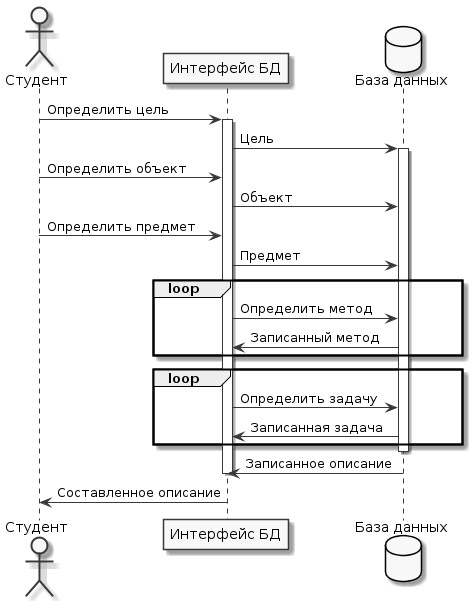 Студент
Интерфейс БД
База данных
Определить цель
Цель
Определить объект
Объект
Определить предмет
Предмет
loop
Определить метод
Записанный метод
loop
Определить задачу
Записанная задача
Записанное описание
Составленное описание
Студент
Интерфейс БД
База данных